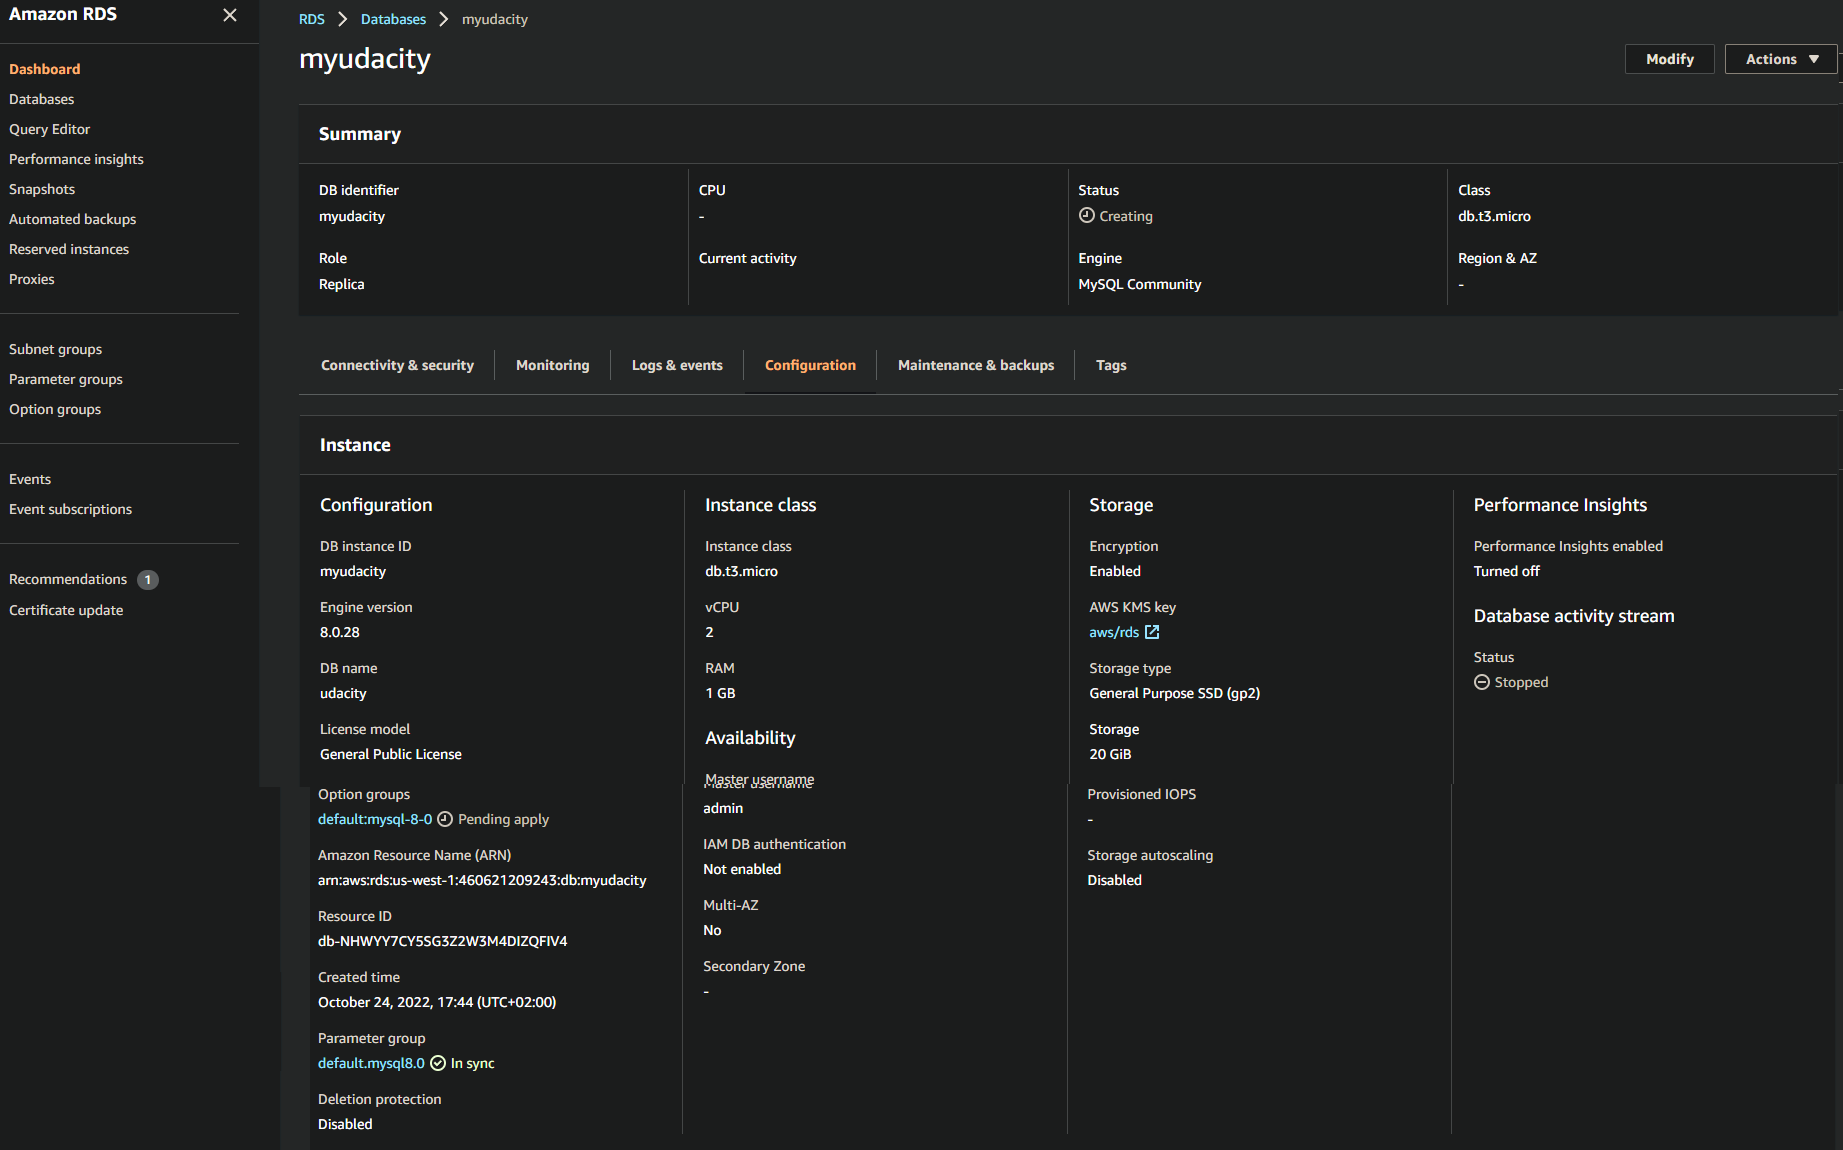 Amazon RDS
Dashboard
Databases
Query Editor
Performance insights
Snapshots
Automated backups
Reserved instances
Proxies
Subnet groups
Parameter groups
Option groups
Events
Event subscriptions
Recommendations 1
Certificate update
RDS > Databases > myudacity
myudacity
Modify
Actions
Summary
DB identifier
myudacity
Role
Replica
CPU
-
Current activity
Status
Creating
Engine
MySQL Community
Class
db.t3.micro
Region & AZ
-
Connectivity & security
Monitoring
Logs & events
Configuration
Maintenance & backups
Tags
Instance
Configuration
DB instance ID
myudacity
Engine version
8.0.28
DB name
udacity
License model
General Public License
Option groups
default:mysql-8-0 Pending apply
Amazon Resource Name (ARN)
arn:aws:rds:us-west-1:460621209243:db:myudacity
Resource ID
db-NHWYY7CY5SG3Z2W3M4DIZQFIV4
Created time
October 24, 2022, 17:44 (UTC+02:00)
Parameter group
default.mysql8.0 In sync
Deletion protection
Disabled
Instance class
Instance class
db.t3.micro
vCPU
2
RAM
1 GB
Availability
Master username
admin
IAM DB authentication
Not enabled
Multi-AZ
No
Secondary Zone
-
Storage
Encryption
Enabled
AWS KMS key
aws/rds
Storage type
General Purpose SSD (gp2)
Storage
20 GiB
Provisioned IOPS
-
Storage autoscaling
Disabled
Performance Insights
Performance Insights enabled
Turned off
Database activity stream
Status
Stopped